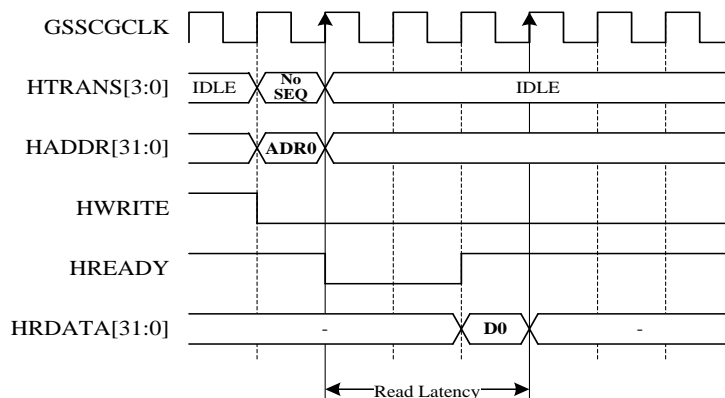 GSSCGCLK
HTRANS[3:0]
IDLE
No
SEQ
IDLE
HADDR[31:0]
ADR0
HWRITE
HREADY
HRDATA[31:0]
-
D0
-
Read Latency